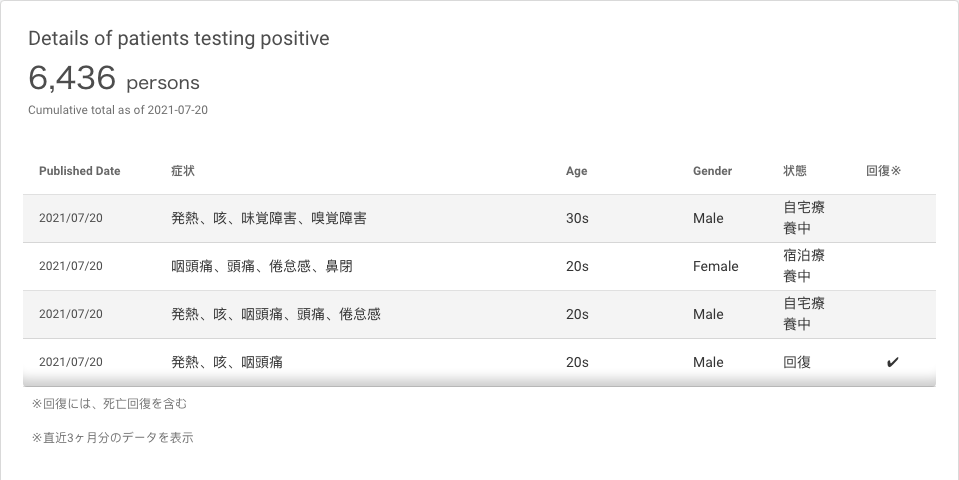 Details of patients testing positive
6,436 persons
Cumulative total as of 2021-07-20
Published Date 症状 Age Gender 状態 回復※
2021/07/20 発熱、咳、味覚障害、嗅覚障害 30s Male 自宅療
養中
2021/07/20 咽頭痛、頭痛、倦怠感、鼻閉 20s Female 宿泊療
養中
2021/07/20 発熱、咳、咽頭痛、頭痛、倦怠感 20s Male 自宅療
養中
2021/07/20 発熱、咳、咽頭痛 20s Male 回復 ✔
※回復には、死亡回復を含む
※直近3ヶ月分のデータを表示